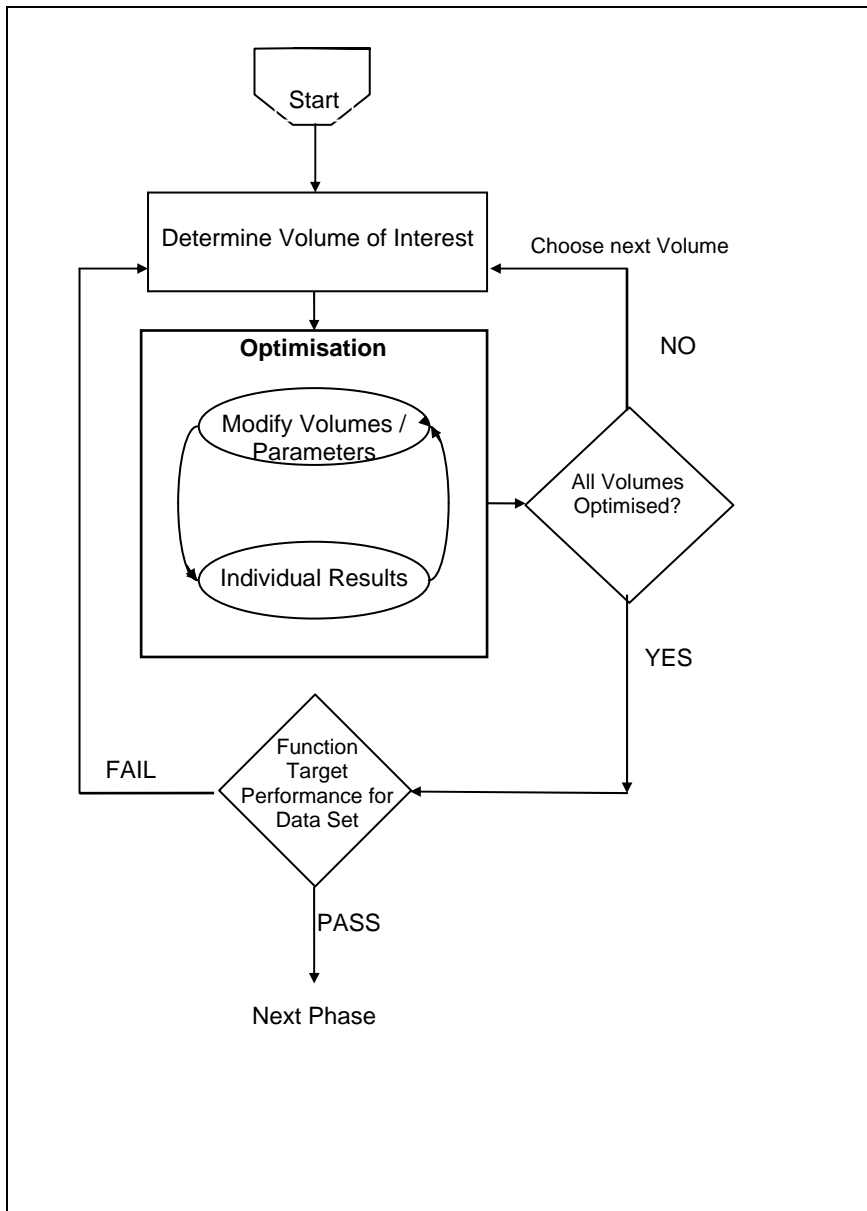 Start
Determine Volume of Interest
Choose next Volume
Optimisation
NO
Modify Volumes /
Parameters
All Volumes
Optimised?
Individual Results
YES
Function
Target
Performance for
Data Set
FAIL
PASS
Next Phase